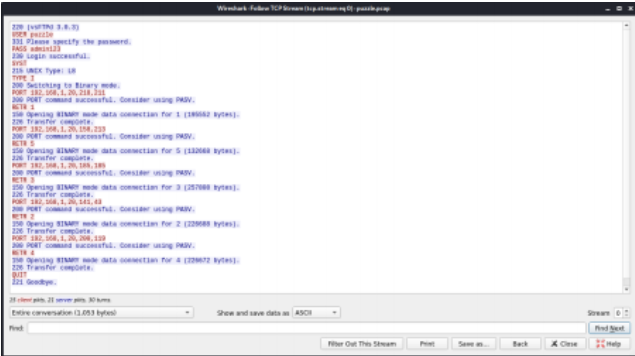 Wireshark · Follow TCP Stream (tcp.stream eq 0) · puzzle.pcap
220 (vsFTPd 3.0.3)
USER puzzle
331 Please specify the password.
PASS admin123
230 Login successful.
SYST
215 UNIX Type: L8
TYPE I
200 Switching to Binary mode.
PORT 192,168,1,20,218,211
200 PORT command successful. Consider using PASV.
RETR 1
150 Opening BINARY mode data connection for 1 (185552 bytes).
226 Transfer complete.
PORT 192,168,1,20,158,213
200 PORT command successful. Consider using PASV.
RETR 5
150 Opening BINARY mode data connection for 5 (132608 bytes).
226 Transfer complete.
PORT 192,168,1,20,185,185
200 PORT command successful. Consider using PASV.
RETR 3
150 Opening BINARY mode data connection for 3 (257000 bytes).
226 Transfer complete.
PORT 192,168,1,20,141,43
200 PORT command successful. Consider using PASV.
RETR 2
150 Opening BINARY mode data connection for 2 (226688 bytes).
226 Transfer complete.
PORT 192,168,1,20,208,119
200 PORT command successful. Consider using PASV.
RETR 4
150 Opening BINARY mode data connection for 4 (226672 bytes).
226 Transfer complete.
QUIT
221 Goodbye.
client pkts, 21 server pkts, 30 turns.
Entire conversation (1,053 bytes) Show and save data as ASCII Stream 0
Find: Find Next
Filter Out This Stream Print Save as... Back Close Help